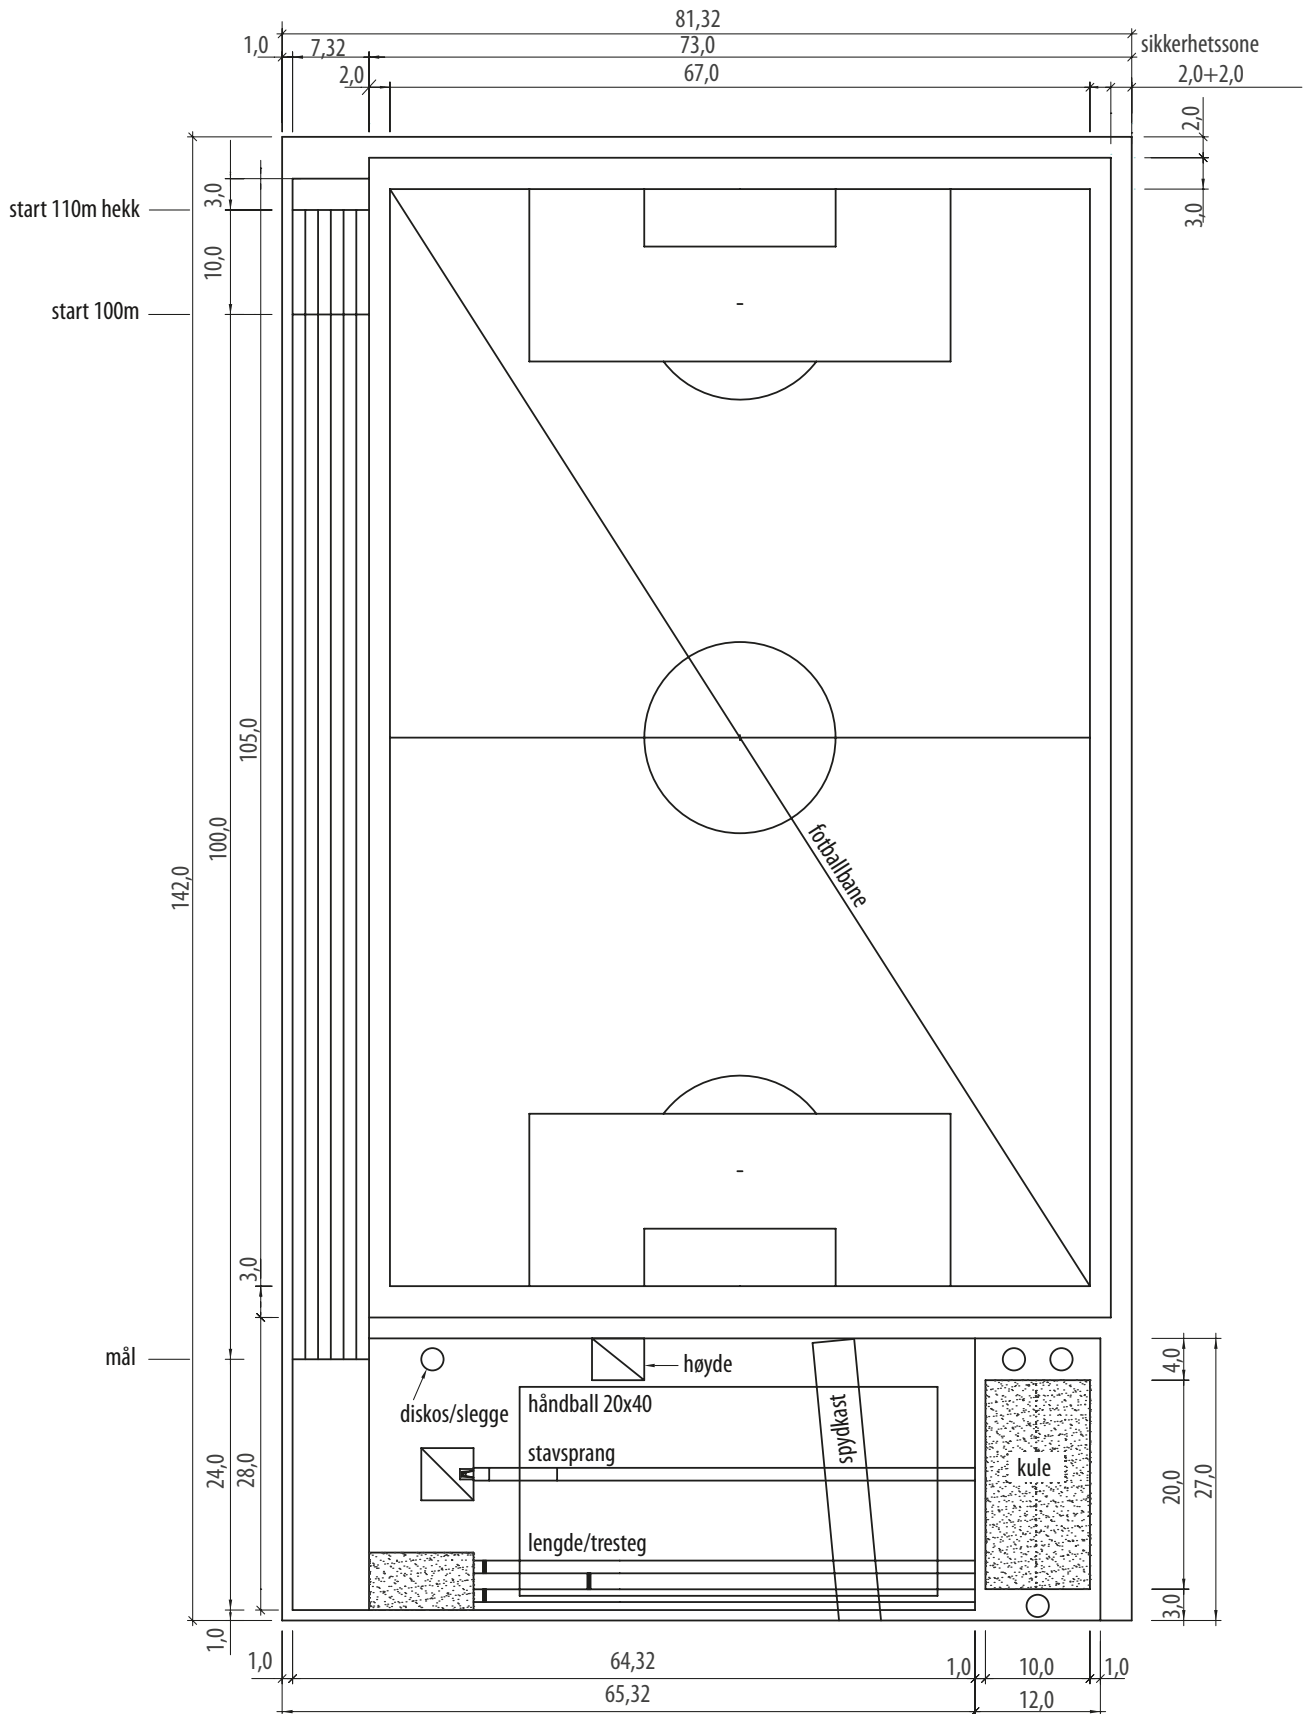 81,32
1,0
7,32
73,0
sikkerhetssone
2,0
67,0
2,0+2,0
2,0
3,0
3,0
start 110m hekk
10,0
start 100m
105,0
100,0
142,0
fotballbane
3,0
mål
høyde
4,0
diskos/slegge
håndball 20x40
spydkast
stavsprang
kule
24,0
28,0
20,0
27,0
lengde/tresteg
3,0
1,0
1,0
64,32
1,0
10,0
1,0
65,32
12,0